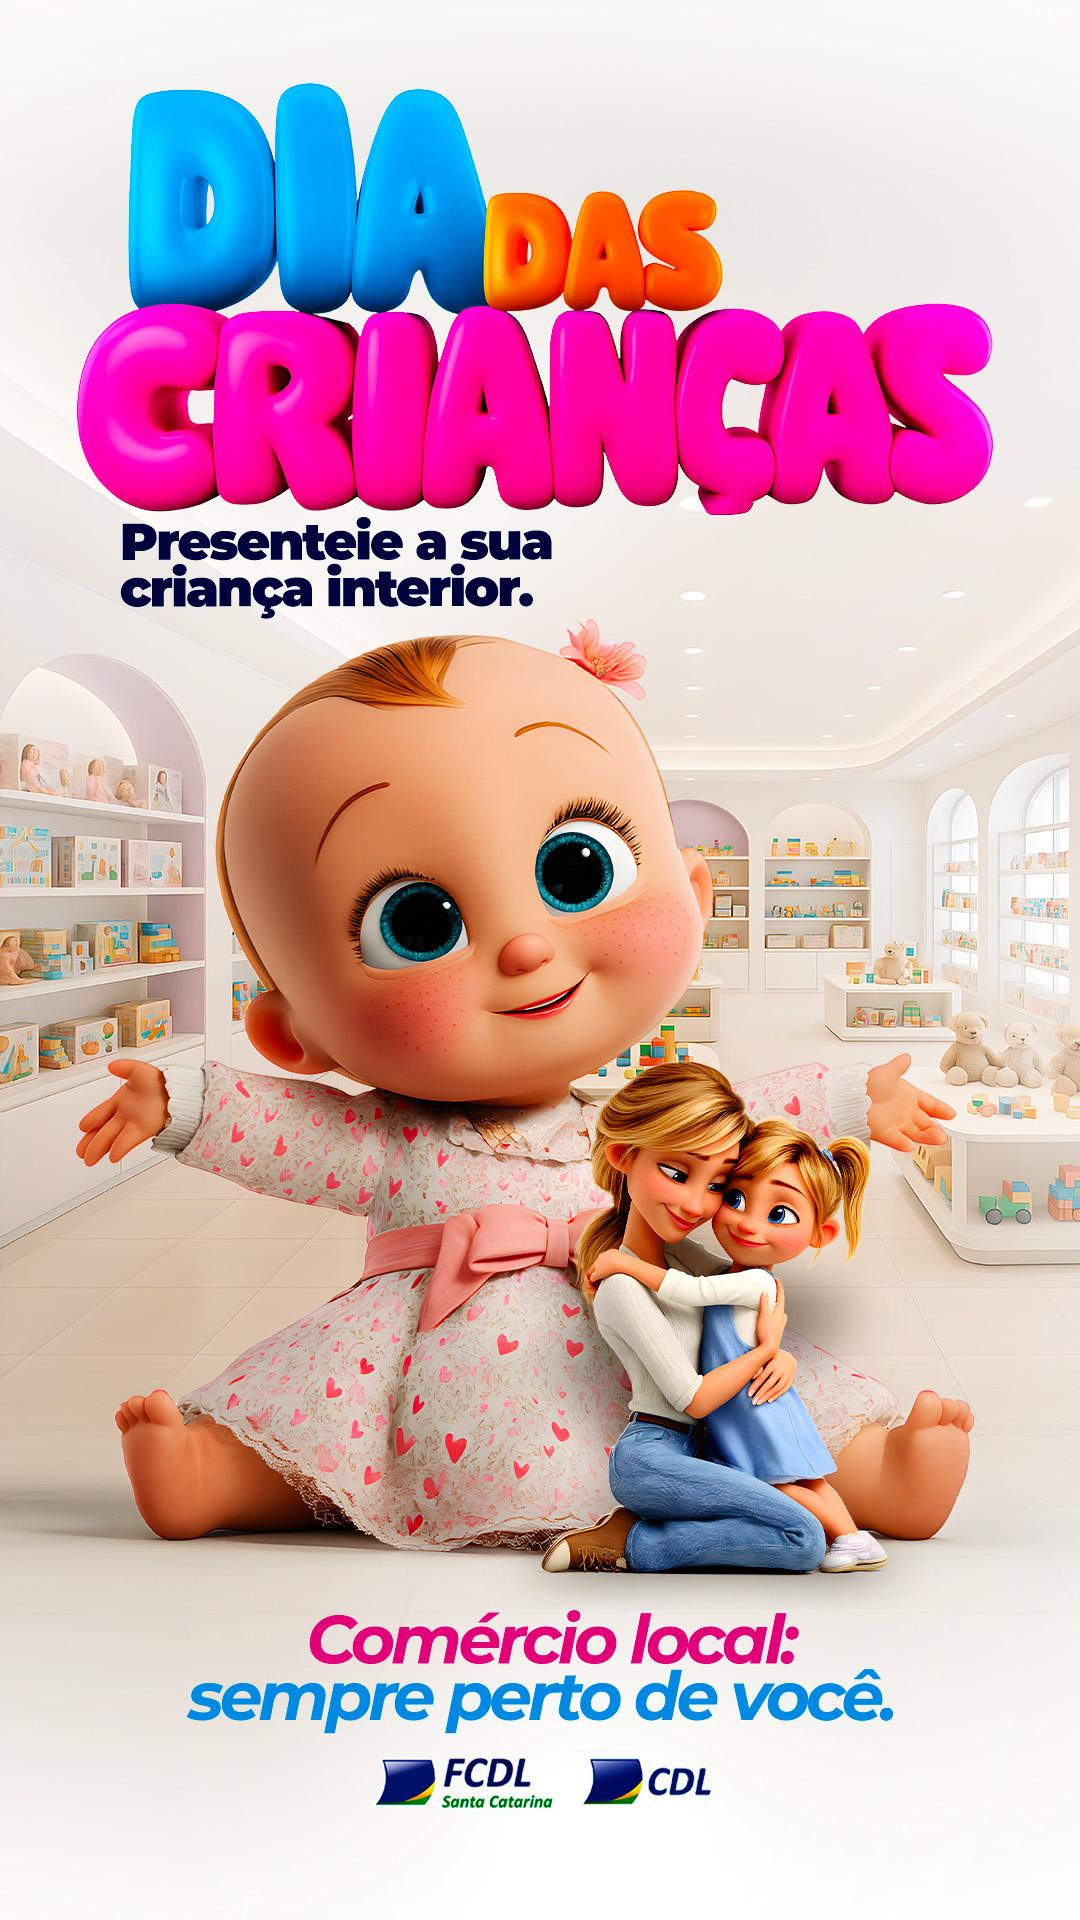 DIA DAS
CRIANÇAS
Presenteie a sua
criança interior.
Comércio local:
sempre perto de você.
FCDL
Santa Catarina
CDL